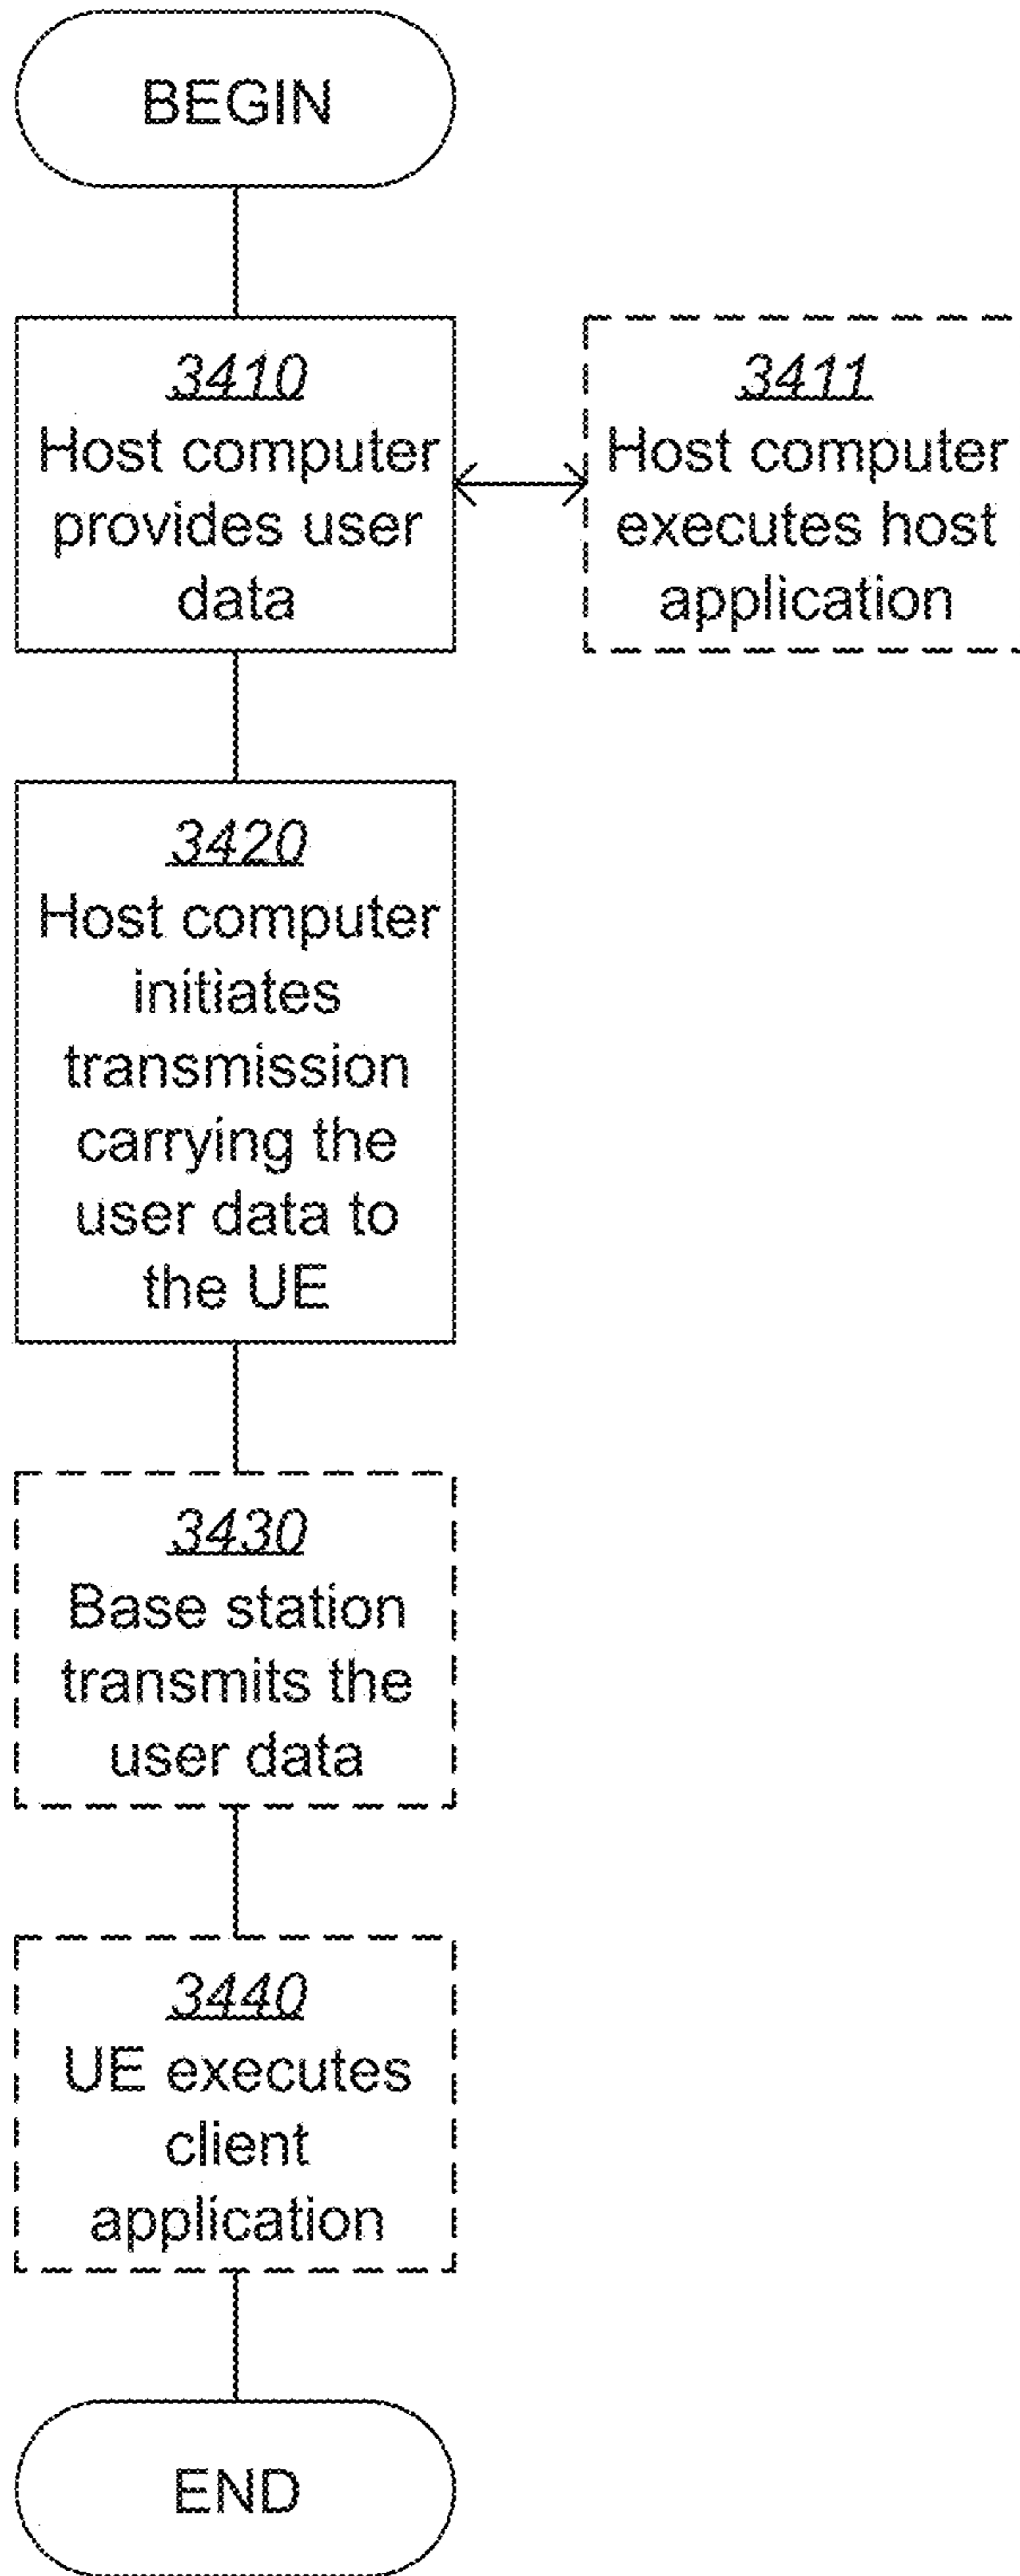 BEGIN
3410
Host computer
provides user
data
3411
Host computer
executes host
application
3420
Host computer
initiates
transmission
carrying the
user data to
the UE
3430
Base station
transmits the
user data
3440
UE executes
client
application
END